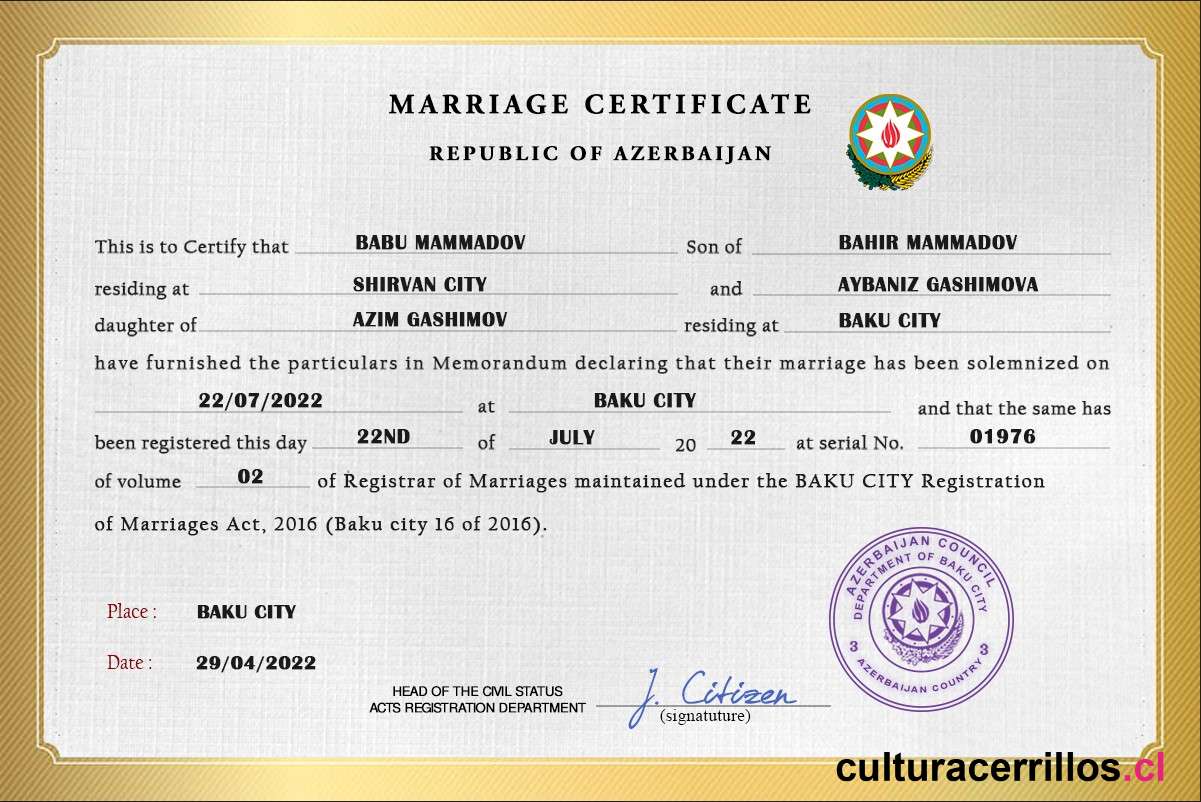 MARRIAGE CERTIFICATE
REPUBLIC OF AZERBAIJAN
This is to Certify that BABU MAMMADOV Son of BAHIR MAMMADOV
residing at SHIRVAN CITY and AYBANIZ GASHIMOVA
daughter of AZIM GASHIMOV residing at BAKU CITY
have furnished the particulars in Memorandum declaring that their marriage has been solemnized on
22/07/2022 at BAKU CITY and that the same has
been registered this day 22ND of JULY 20 22 at serial No. 01976
of volume 02 of Registrar of Marriages maintained under the BAKU CITY Registration
of Marriages Act, 2016 (Baku city 16 of 2016).
AZERBAIJAN COUNCIL
DEPARTMENT OF BAKU CITY
3 3
AZERBAIJAN COUNTRY
Place : BAKU CITY
Date : 29/04/2022
HEAD OF THE CIVIL STATUS
ACTS REGISTRATION DEPARTMENT
J. Citizen
(signatuture)
culturacerrillos.cl